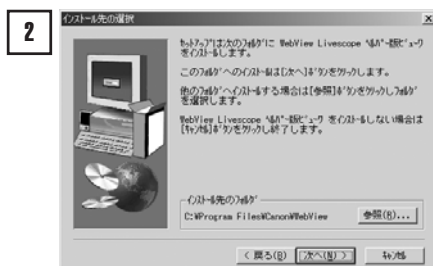 2
インストール先の選択
セットアップは次のフォルダに WebView Livescope ヘルパー版ビューワ
をインストールします。
このフォルダへのインストールは[次へ]ボタンをクリックします。
他のフォルダへインストールする場合は[参照]ボタンをクリックしフォルダ
を選択します。
WebView Livescope ヘルパー版ビューワ をインストールしない場合は
[キャンセル]ボタンをクリックし終了します。
インストール先のフォルダ
C:¥Program Files¥Canon¥WebView
参照(R)...
< 戻る(B)
次へ(N) >
キャンセル